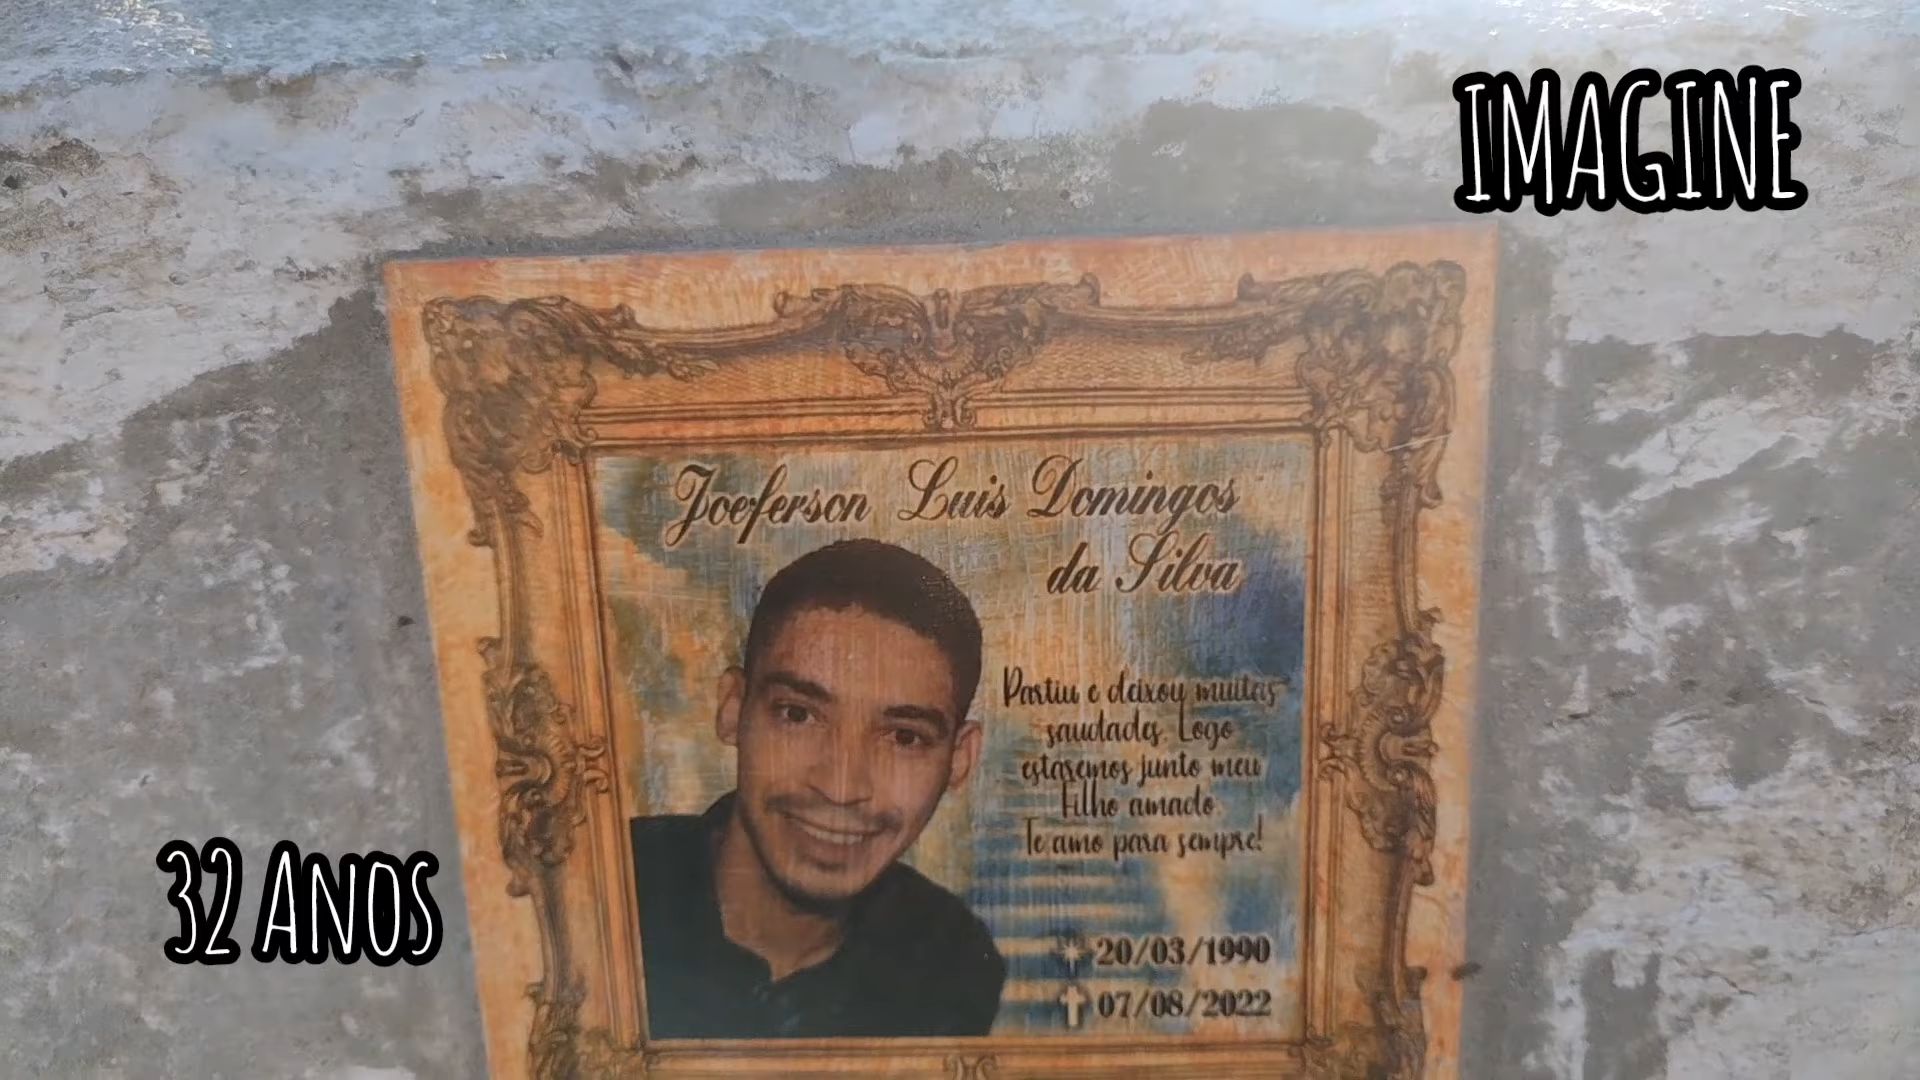 IMAGINE
Joeferson Luis Domingos
da Silva
Partiu e deixou muitas
saudades. Logo
estaremos junto meu
Filho amado.
Te amo para sempre!
32 Anos
20/03/1990
07/08/2022